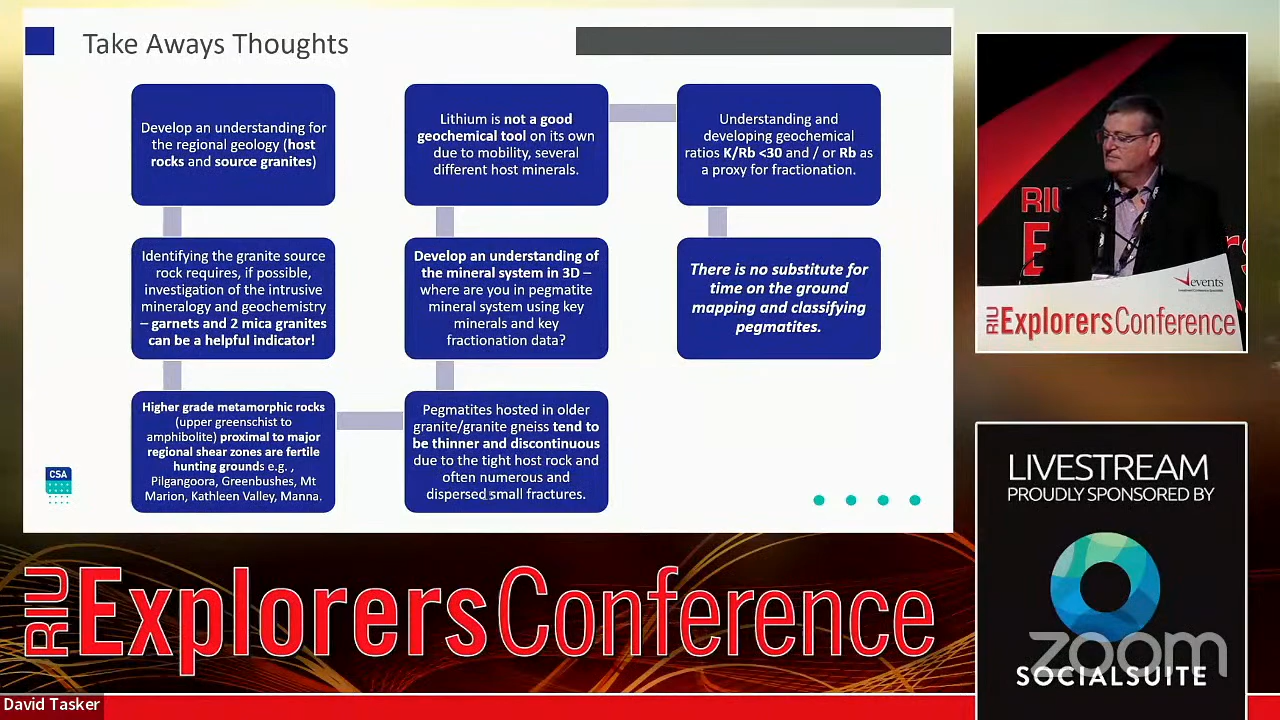 Take Aways Thoughts
Develop an understanding for
the regional geology (host
rocks and source granites)
Identifying the granite source
rock requires, if possible,
investigation of the intrusive
mineralogy and geochemistry
– garnets and 2 mica granites
can be a helpful indicator!
Higher grade metamorphic rocks
(upper greenschist to
amphibolite) proximal to major
regional shear zones are fertile
hunting grounds e.g. ,
Pilgangoora, Greenbushes, Mt
Marion, Kathleen Valley, Manna.
Pegmatites hosted in older
granite/granite gneiss tend to
be thinner and discontinuous
due to the tight host rock and
often numerous and
dispersed small fractures.
Develop an understanding of
the mineral system in 3D –
where are you in pegmatite
mineral system using key
minerals and key
fractionation data?
Lithium is not a good
geochemical tool on its own
due to mobility, several
different host minerals.
Understanding and
developing geochemical
ratios K/Rb <30 and / or Rb as
a proxy for fractionation.
There is no substitute for
time on the ground
mapping and classifying
pegmatites.
CSA
RIU
E
events
RIU ExplorersConference
LIVESTREAM
PROUDLY SPONSORED BY
zoom
SOCIALSUITE
RIU ExplorersConference
David Tasker